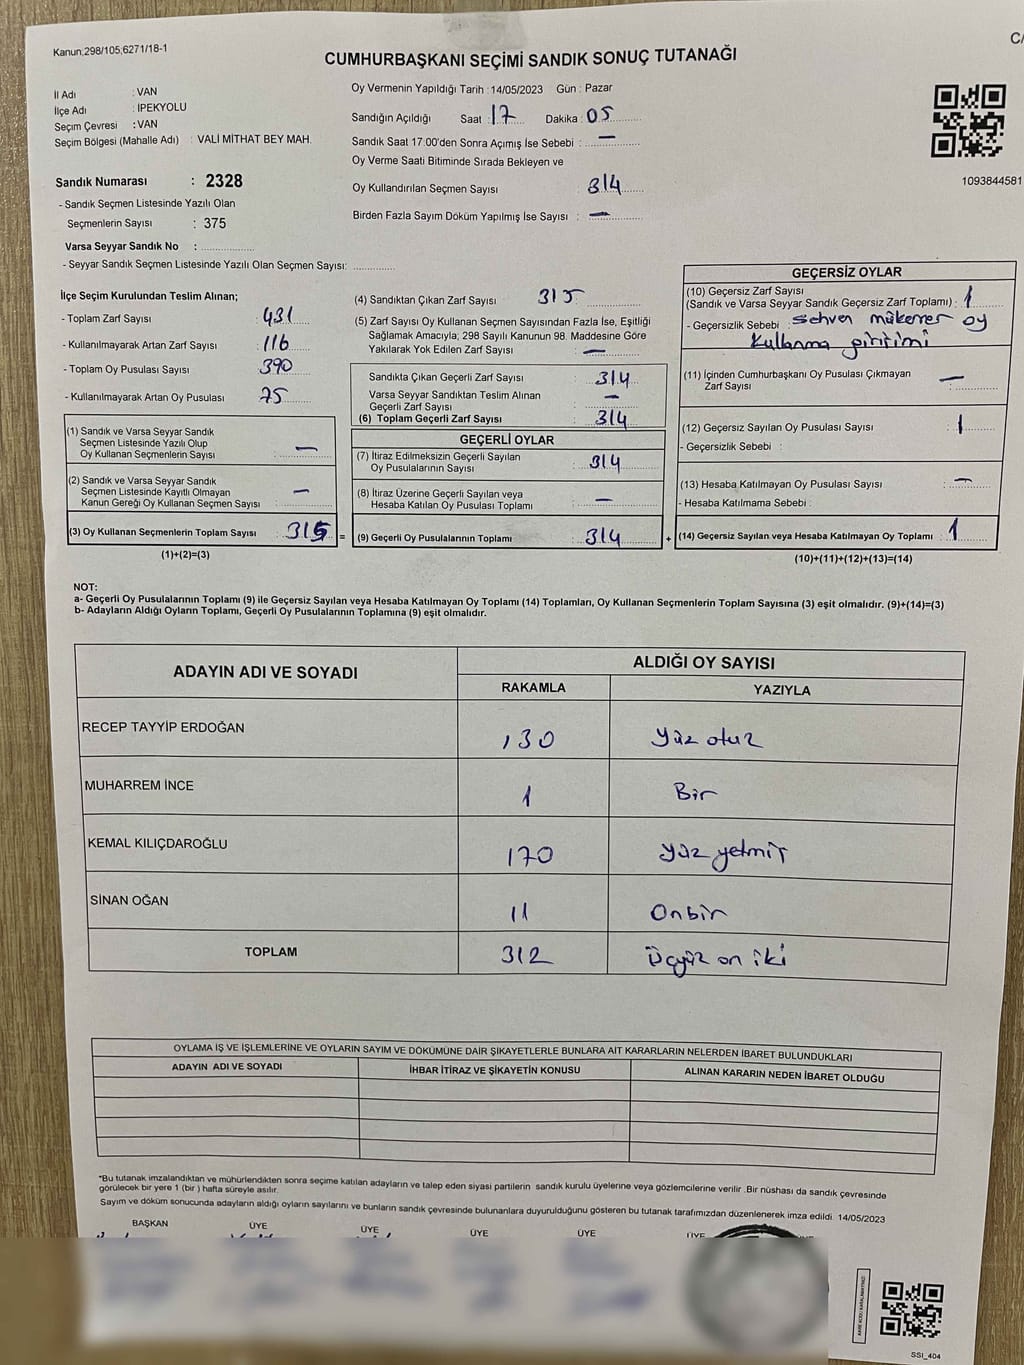 Kanun:298/105,6271/18-1
C/
CUMHURBAŞKANI SEÇİMİ SANDIK SONUÇ TUTANAĞI
İl Adı : VAN
İlçe Adı : İPEKYOLU
Seçim Çevresi : VAN
Seçim Bölgesi (Mahalle Adı) : VALİ MİTHAT BEY MAH.
Sandık Numarası : 2328
- Sandık Seçmen Listesinde Yazılı Olan
Seçmenlerin Sayısı : 375
Varsa Seyyar Sandık No : ..............
- Seyyar Sandık Seçmen Listesinde Yazılı Olan Seçmen Sayısı: ...........
Oy Vermenin Yapıldığı Tarih : 14/05/2023 Gün : Pazar
Sandığın Açıldığı Saat : 17 Dakika : 05
Sandık Saat 17:00'den Sonra Açımış İse Sebebi : —
Oy Verme Saati Bitiminde Sırada Bekleyen ve
Oy Kullandırılan Seçmen Sayısı : 314
Birden Fazla Sayım Döküm Yapılmış İse Sayısı : —
1093844581
İlçe Seçim Kurulundan Teslim Alınan;
- Toplam Zarf Sayısı : 431
- Kullanılmayarak Artan Zarf Sayısı : 116
- Toplam Oy Pusulası Sayısı : 390
- Kullanılmayarak Artan Oy Pusulası : 75
(1) Sandık ve Varsa Seyyar Sandık
Seçmen Listesinde Yazılı Olup
Oy Kullanan Seçmenlerin Sayısı : —
(2) Sandık ve Varsa Seyyar Sandık
Seçmen Listesinde Kayıtlı Olmayan
Kanun Gereği Oy Kullanan Seçmen Sayısı : —
(3) Oy Kullanan Seçmenlerin Toplam Sayısı : 315 =
(1)+(2)=(3)
(4) Sandıktan Çıkan Zarf Sayısı : 315
(5) Zarf Sayısı Oy Kullanan Seçmen Sayısından Fazla İse, Eşitliği
Sağlamak Amacıyla; 298 Sayılı Kanunun 98. Maddesine Göre
Yakılarak Yok Edilen Zarf Sayısı : —
Sandıkta Çıkan Geçerli Zarf Sayısı : 314
Varsa Seyyar Sandıktan Teslim Alınan
Geçerli Zarf Sayısı : —
(6) Toplam Geçerli Zarf Sayısı : 314
GEÇERLİ OYLAR
(7) İtiraz Edilmeksizin Geçerli Sayılan
Oy Pusulalarının Sayısı : 314
(8) İtiraz Üzerine Geçerli Sayılan veya
Hesaba Katılan Oy Pusulası Toplamı : —
(9) Geçerli Oy Pusulalarının Toplamı : 314 +
GEÇERSİZ OYLAR
(10) Geçersiz Zarf Sayısı
(Sandık ve Varsa Seyyar Sandık Geçersiz Zarf Toplamı) : 1
- Geçersizlik Sebebi : sehven mükerrer oy
kullanma girişimi
(11) İçinden Cumhurbaşkanı Oy Pusulası Çıkmayan
Zarf Sayısı : —
(12) Geçersiz Sayılan Oy Pusulası Sayısı : 1
- Geçersizlik Sebebi :
(13) Hesaba Katılmayan Oy Pusulası Sayısı : —
- Hesaba Katılmama Sebebi :
(14) Geçersiz Sayılan veya Hesaba Katılmayan Oy Toplamı : 1
(10)+(11)+(12)+(13)=(14)
NOT:
a- Geçerli Oy Pusulalarının Toplamı (9) ile Geçersiz Sayılan veya Hesaba Katılmayan Oy Toplamı (14) Toplamları, Oy Kullanan Seçmenlerin Toplam Sayısına (3) eşit olmalıdır. (9)+(14)=(3)
b- Adayların Aldığı Oyların Toplamı, Geçerli Oy Pusulalarının Toplamına (9) eşit olmalıdır.
ADAYIN ADI VE SOYADI ALDIĞI OY SAYISI
RAKAMLA YAZIYLA
RECEP TAYYİP ERDOĞAN 130 Yüz otuz
MUHARREM İNCE 1 Bir
KEMAL KILIÇDAROĞLU 170 Yüz yetmiş
SİNAN OĞAN 11 Onbir
TOPLAM 312 Üçyüz on iki
OYLAMA İŞ VE İŞLEMLERİNE VE OYLARIN SAYIM VE DÖKÜMÜNE DAİR ŞİKAYETLERLE BUNLARA AİT KARARLARIN NELERDEN İBARET BULUNDUKLARI
ADAYIN ADI VE SOYADI İHBAR İTİRAZ VE ŞİKAYETİN KONUSU ALINAN KARARIN NEDEN İBARET OLDUĞU
"Bu tutanak imzalandıktan ve mühürlendikten sonra seçime katılan adayların ve talep eden siyasi partilerin sandık kurulu üyelerine veya gözlemcilerine verilir .Bir nüshası da sandık çevresinde
görülecek bir yere 1 (bir ) hafta süreyle asılır.
Sayım ve döküm sonucunda adayların aldığı oyların sayılarını ve bunların sandık çevresinde bulunanlara duyurulduğunu gösteren bu tutanak tarafımızdan düzenlenerek imza edildi. 14/05/2023
BAŞKAN ÜYE ÜYE ÜYE ÜYE ÜYE
SSI_404